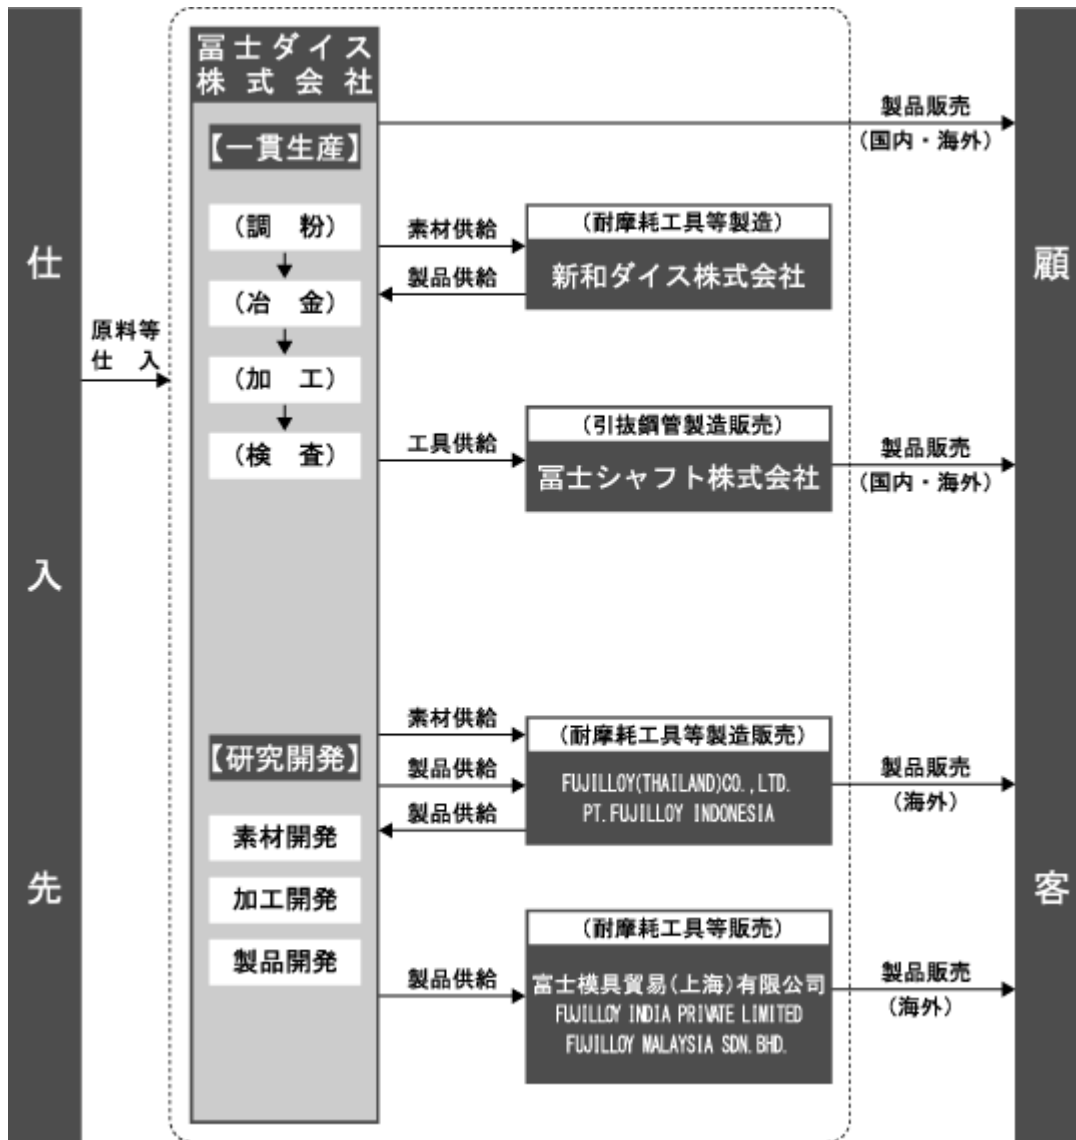 仕入先
原料等
仕　入
冨士ダイス
株式会社
【一貫生産】
（調　粉）
（冶　金）
（加　工）
（検　査）
【研究開発】
素材開発
加工開発
製品開発
製品販売
（国内・海外）
素材供給
製品供給
（耐摩耗工具等製造）
新和ダイス株式会社
工具供給
（引抜鋼管製造販売）
冨士シャフト株式会社
製品販売
（国内・海外）
素材供給
製品供給
製品供給
（耐摩耗工具等製造販売）
FUJILLOY(THAILAND)CO.,LTD.
PT.FUJILLOY INDONESIA
製品販売
（海外）
製品供給
（耐摩耗工具等販売）
富士模具貿易(上海)有限公司
FUJILLOY INDIA PRIVATE LIMITED
FUJILLOY MALAYSIA SDN.BHD.
製品販売
（海外）
顧客